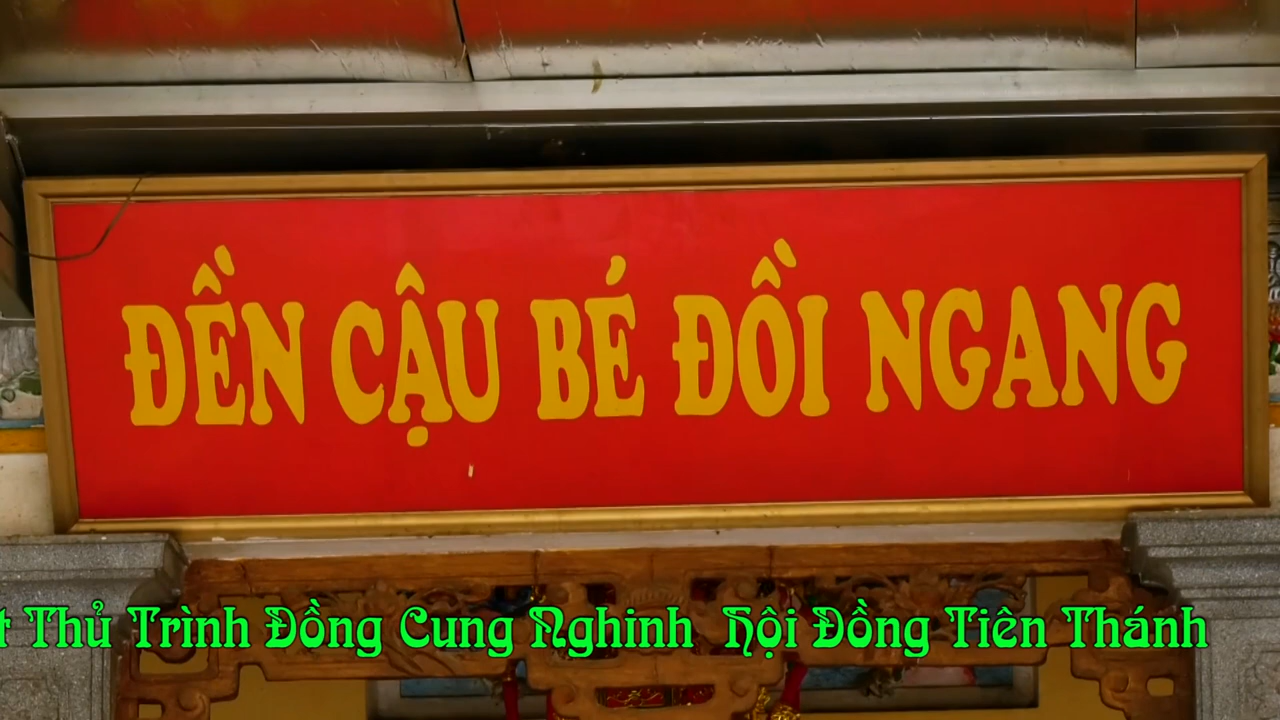 ĐỀN CẬU BÉ ĐỒI NGANG
Thủ Trình Đồng Cung Nghinh Hội Đồng Tiên Thánh